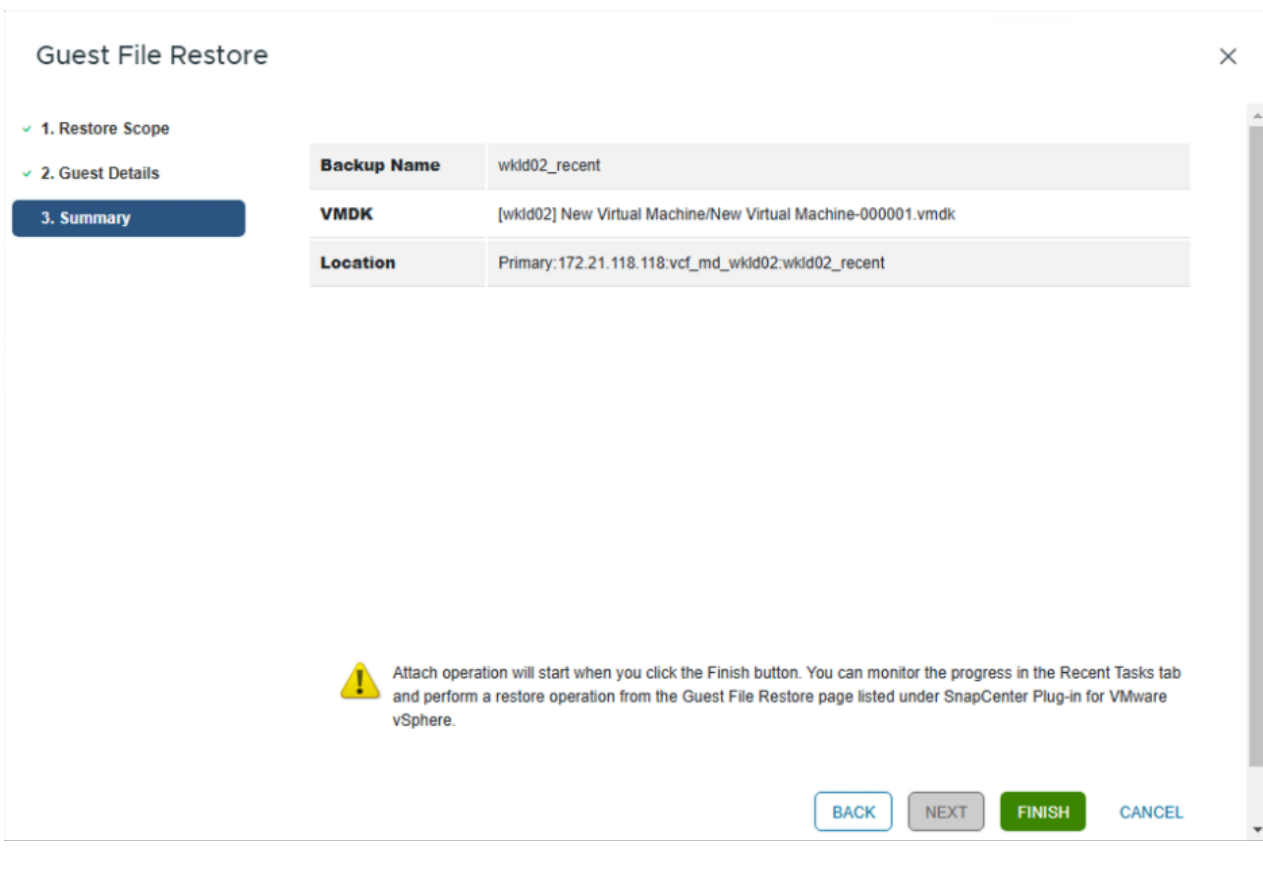 Guest File Restore
1. Restore Scope
2. Guest Details
3. Summary
Backup Name wkld02_recent
VMDK [wkld02] New Virtual Machine/New Virtual Machine-000001.vmdk
Location Primary:172.21.118.118:vcf_md_wkld02:wkld02_recent
Attach operation will start when you click the Finish button. You can monitor the progress in the Recent Tasks tab
and perform a restore operation from the Guest File Restore page listed under SnapCenter Plug-in for VMware
vSphere.
BACK NEXT FINISH CANCEL